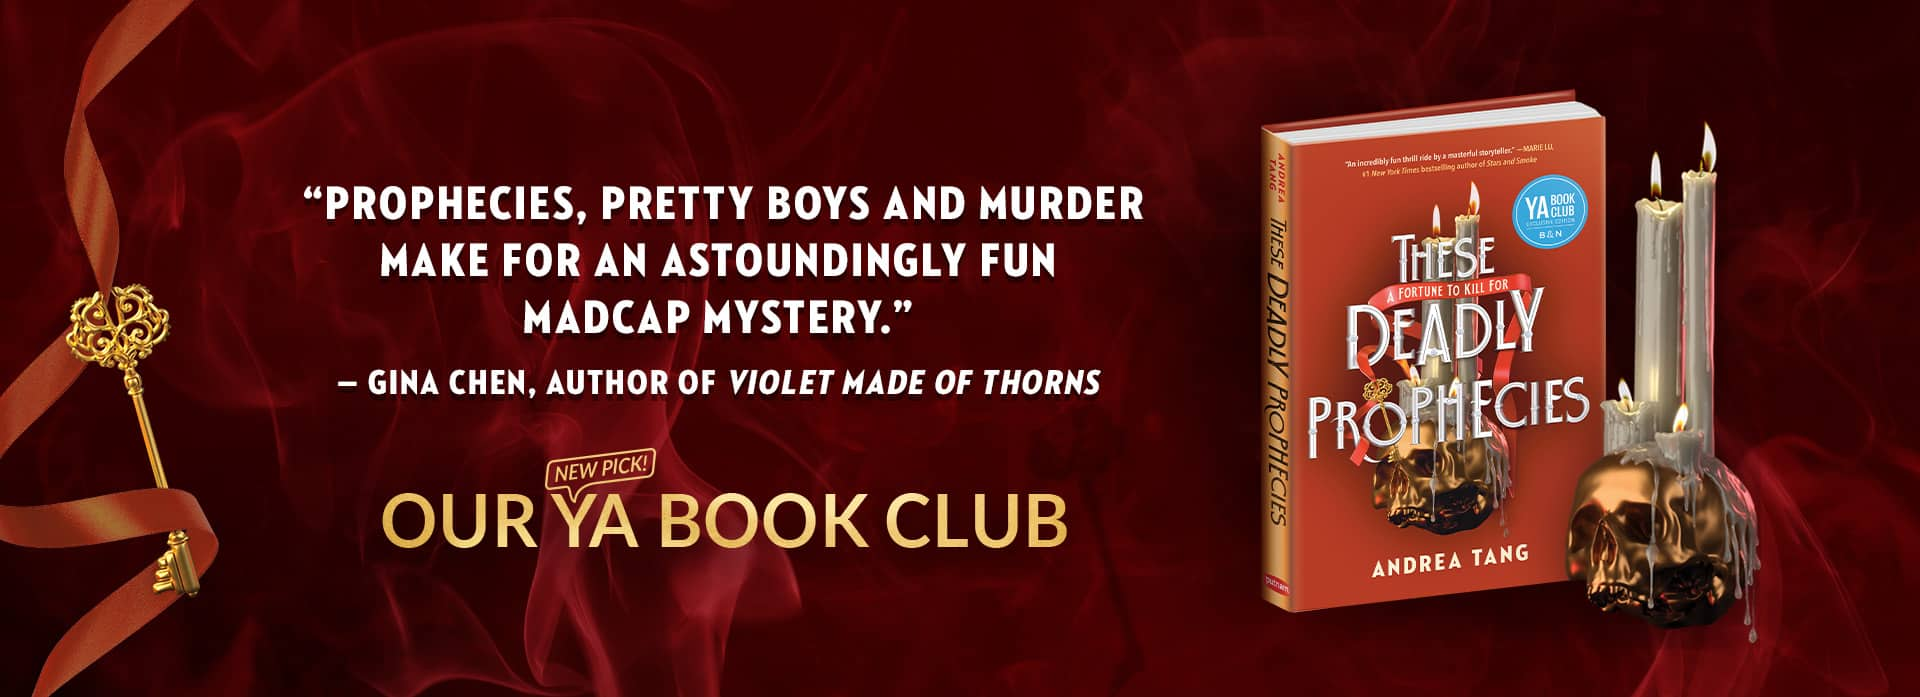 “PROPHECIES, PRETTY BOYS AND MURDER
MAKE FOR AN ASTOUNDINGLY FUN
MADCAP MYSTERY.”
– GINA CHEN, AUTHOR OF VIOLET MADE OF THORNS
NEW PICK!
OUR YA BOOK CLUB
ANDREA
TANG
THESE DEADLY PROPHECIES
putnam
“An incredibly fun thrill ride by a masterful storyteller.” —MARIE LU,
#1 New York Times bestselling author of Stars and Smoke
YA BOOK
CLUB
EXCLUSIVE EDITION
B&N
THESE
A FORTUNE TO KILL FOR
DEADLY
PROPHECIES
ANDREA TANG